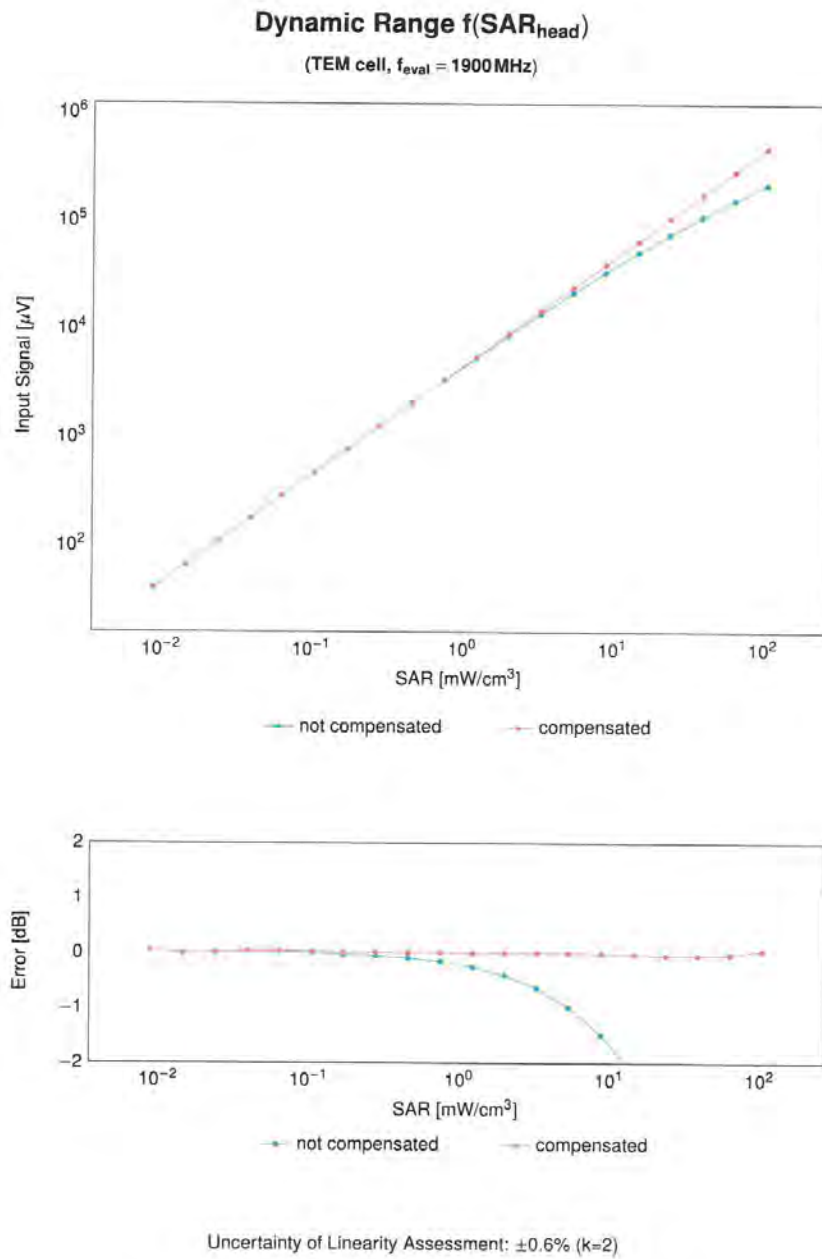 Dynamic Range f(SAR_head)
(TEM cell, f_eval = 1900 MHz)
10^6
10^5
10^4
10^3
10^2
Input Signal [µV]
10^-2 10^-1 10^0 10^1 10^2
SAR [mW/cm^3]
not compensated compensated
2
1
0
-1
-2
Error [dB]
10^-2 10^-1 10^0 10^1 10^2
SAR [mW/cm^3]
not compensated compensated
Uncertainty of Linearity Assessment: ±0.6% (k=2)